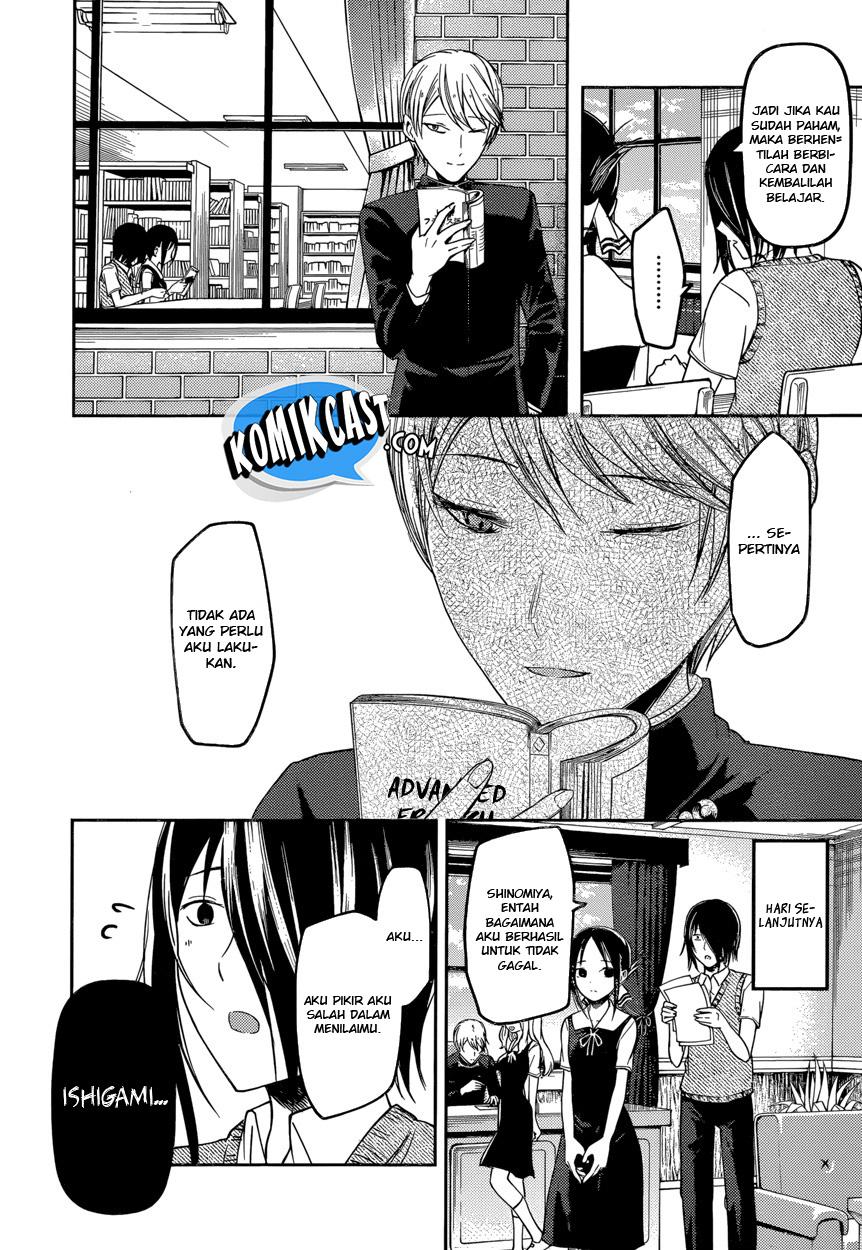 JADI JIKA KAU
SUDAH PAHAM,
MAKA BERHEN=
TILAH BERBI-
CARA DAN
KEMBALILAH
BELAJAR.
.........
KOMIKCAST
.COM
... SE-
PERTINYA
TIDAK ADA
YANG PERLU
AKU LAKU-
KAN.
ADVANCED
HARI SE-
LANJUTNYA
SHINOMIYA,
ENTAH
BAGAIMANA
AKU BERHASIL
UNTUK TIDAK
GAGAL.
AKU...
AKU PIKIR AKU
SALAH DALAM
MENILAIMU.
ISHIGAMI...